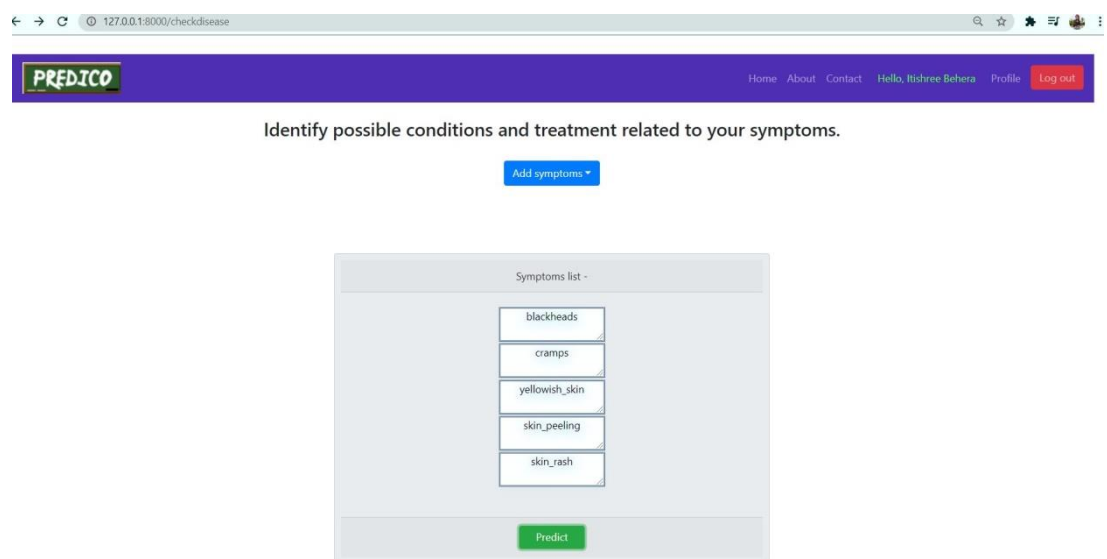 127.0.0.1:8000/checkdisease
PREDICO
Home About Contact Hello, Itishree Behera Profile Log out
Identify possible conditions and treatment related to your symptoms.
Add symptoms
Symptoms list -
blackheads
cramps
yellowish_skin
skin_peeling
skin_rash
Predict